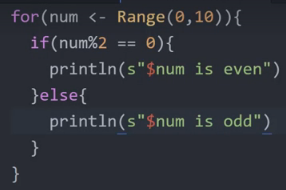 for(num <- Range(0,10)){
  if(num%2 == 0){
    println(s"$num is even")
  }else{
    println(s"$num is odd")
  }
}